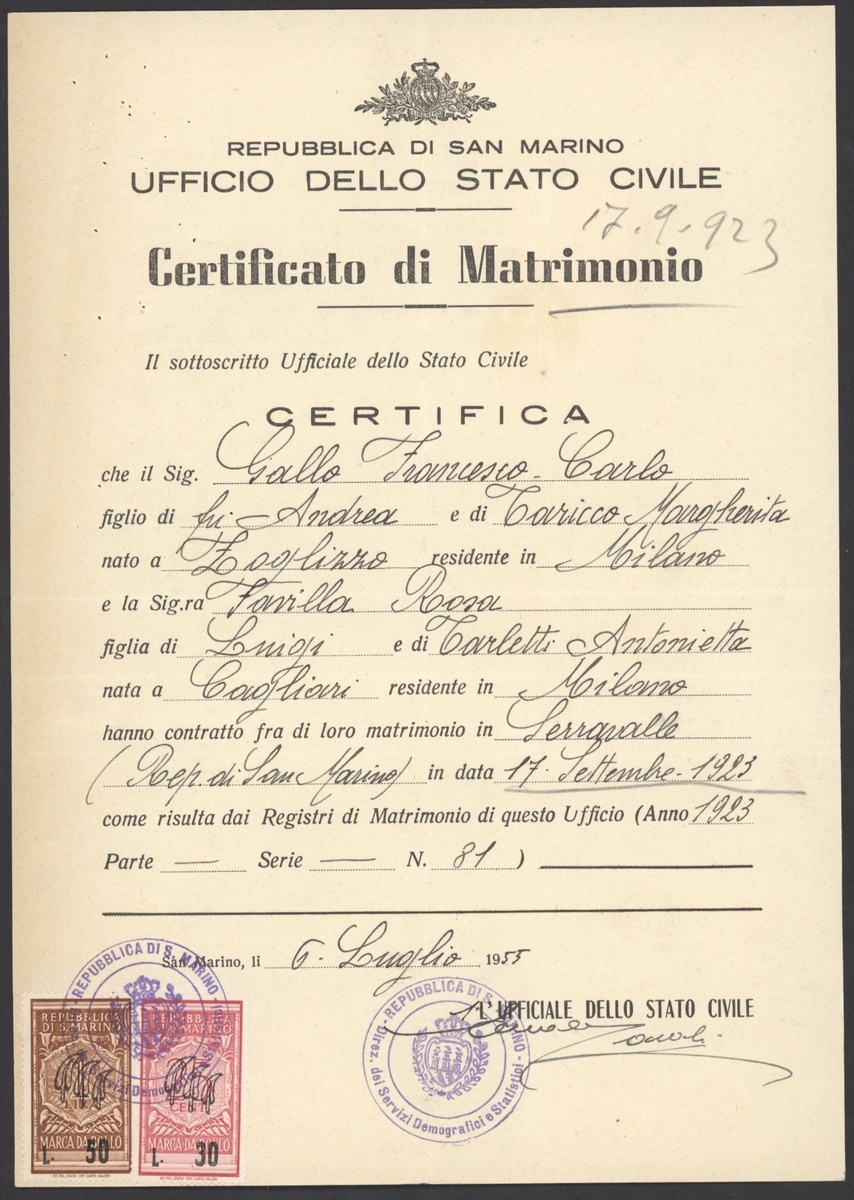 REPUBBLICA DI SAN MARINO
UFFICIO DELLO STATO CIVILE
17.9.923
Certificato di Matrimonio
Il sottoscritto Ufficiale dello Stato Civile
CERTIFICA
che il Sig. Gallo Francesco-Carlo
figlio di fu Andrea e di Taricco Margherita
nato a Zoglizzo residente in Milano
e la Sig.ra Favilla Rosa
figlia di Luigi e di Tarletti Antonietta
nata a Cagliari residente in Milano
hanno contratto fra di loro matrimonio in Serravalle
(Rep. di San Marino) in data 17. Settembre-1923
come risulta dai Registri di Matrimonio di questo Ufficio (Anno 1923
Parte — Serie — N. 81 )
San Marino, li 6. Luglio 1955
L'UFFICIALE DELLO STATO CIVILE
REPUBBLICA DI S. MARINO
Direz. dei Servizi Demografici e Statistici
REPUBBLICA DI S. MARINO
REPUBBLICA
DI S. MARINO
MARCA DA BOLLO
L. 50
MARINO
MARCA DA BOLLO
L. 30